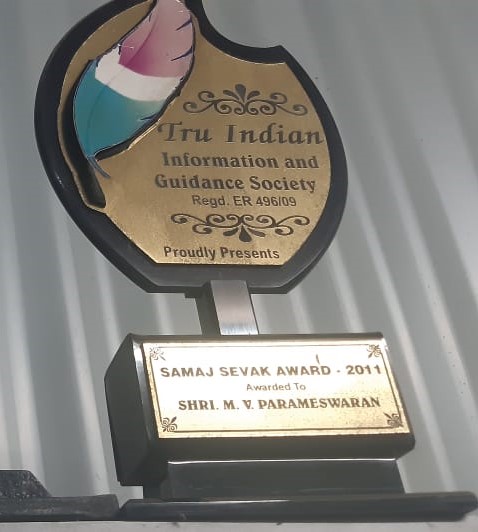 Tru Indian
Information and
Guidance Society
Regd. ER 496/09
Proudly Presents
SAMAJ SEVAK AWARD - 2011
Awarded To
SHRI. M. V. PARAMESWARAN